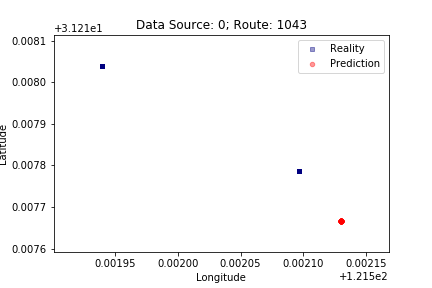 Data Source: 0; Route: 1043
+3.121e1
0.0081
0.0080
0.0079
0.0078
0.0077
0.0076
Latitude
Reality
Prediction
0.00195 0.00200 0.00205 0.00210 0.00215
Longitude
+1.215e2